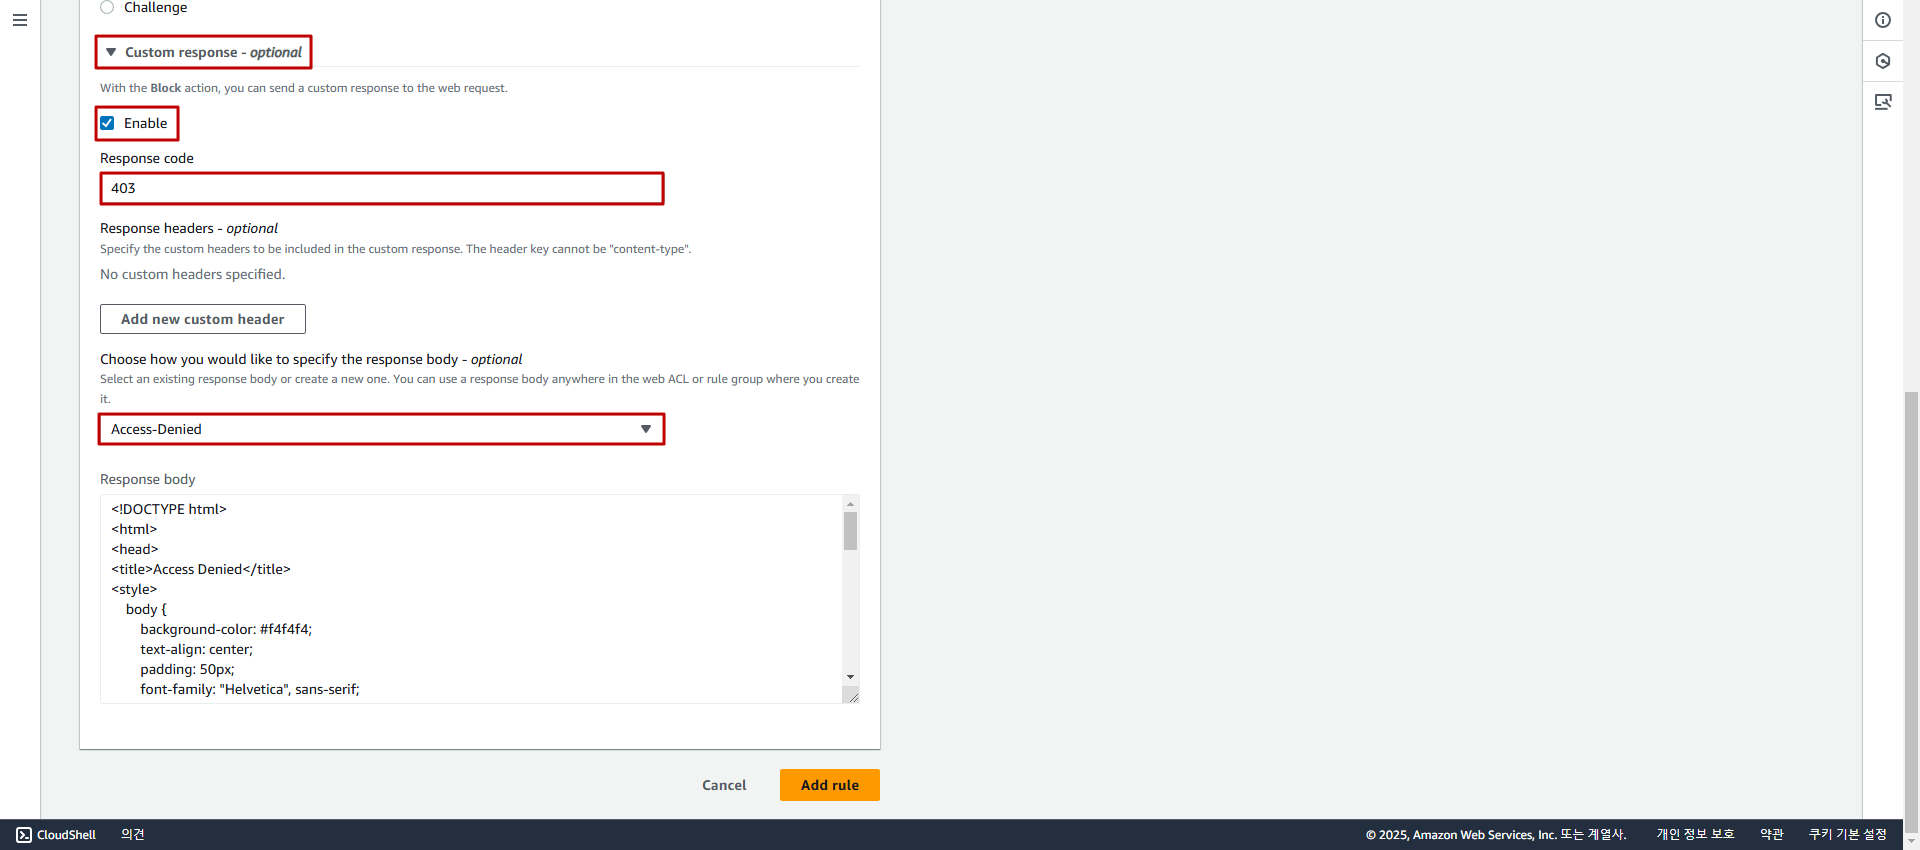 Challenge
Custom response - optional
With the Block action, you can send a custom response to the web request.
Enable
Response code
403
Response headers - optional
Specify the custom headers to be included in the custom response. The header key cannot be "content-type".
No custom headers specified.
Add new custom header
Choose how you would like to specify the response body - optional
Select an existing response body or create a new one. You can use a response body anywhere in the web ACL or rule group where you create
it.
Access-Denied
Response body
<!DOCTYPE html>
<html>
<head>
<title>Access Denied</title>
<style>
body {
background-color: #f4f4f4;
text-align: center;
padding: 50px;
font-family: "Helvetica", sans-serif;
Cancel
Add rule
CloudShell 의견 © 2025, Amazon Web Services, Inc. 또는 계열사. 개인 정보 보호 약관 쿠키 기본 설정